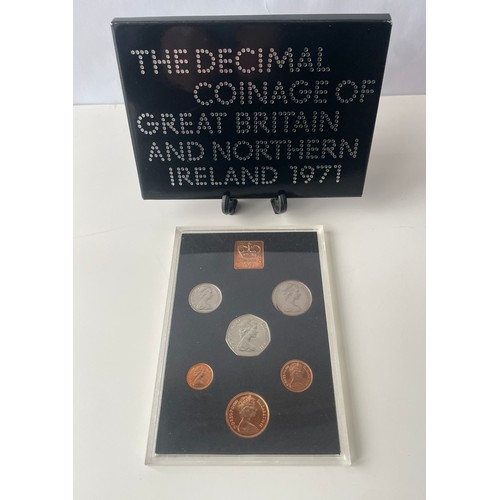 THE DECIMAL
COINAGE OF
GREAT BRITAIN
AND NORTHERN
IRELAND 1971